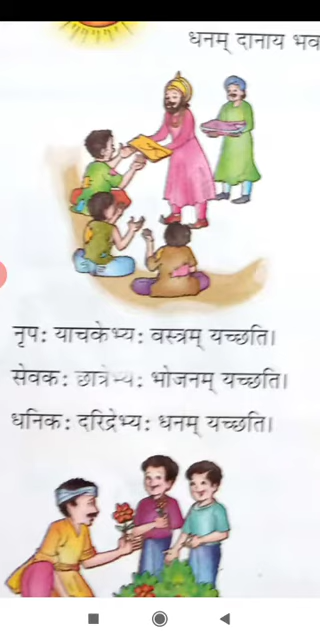 धनम् दानाय भव
नृपः याचकेभ्यः वस्त्रम् यच्छति।
सेवकः छात्रेभ्यः भोजनम् यच्छति।
धनिकः दरिद्रेभ्यः धनम् यच्छति।